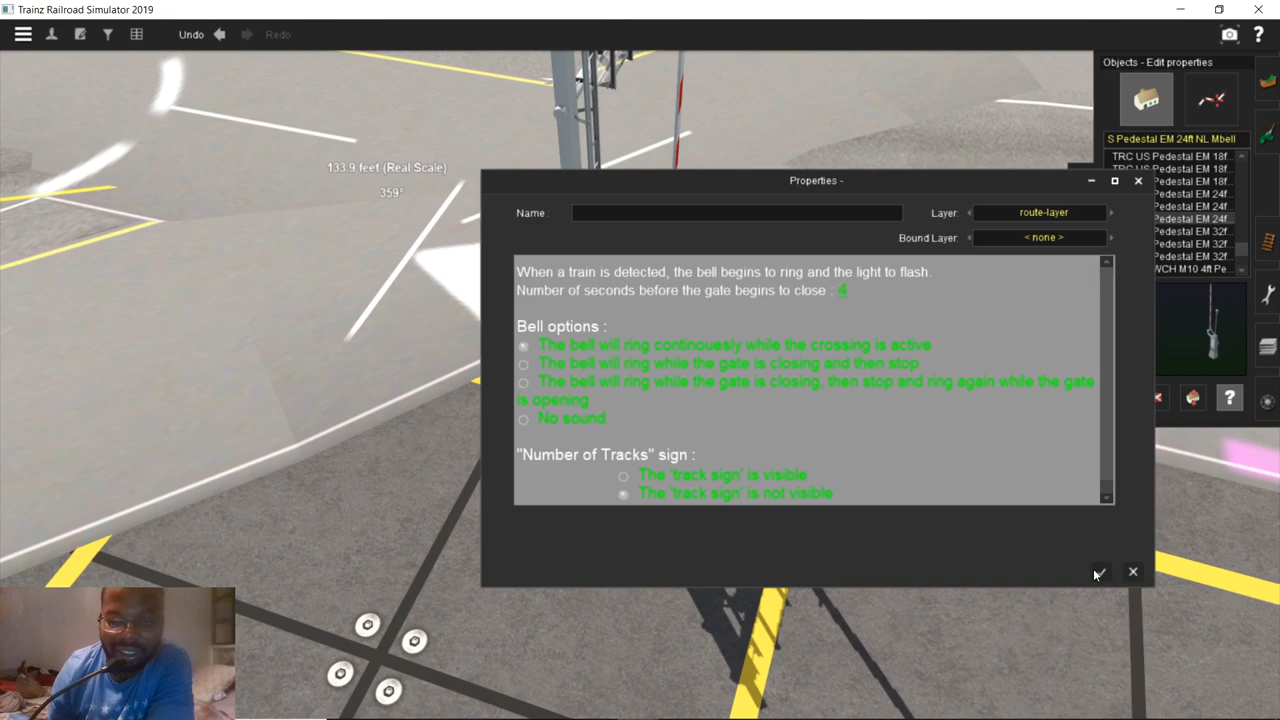 Trainz Railroad Simulator 2019
Undo
Redo
?
Objects - Edit properties
S Pedestal EM 24ft NL Mbell
TRC US Pedestal EM 18f...
TRC US Pedestal EM 18f...
Pedestal EM 18f...
Pedestal EM 24f...
Pedestal EM 24f...
Pedestal EM 24f...
Pedestal EM 32f...
Pedestal EM 32f...
Pedestal EM 32f...
WCH M10 4ft Pe...
?
133.9 feet (Real Scale)
359°
Properties -
Name :
Layer:
route-layer
Bound Layer:
< none >
When a train is detected, the bell begins to ring and the light to flash.
Number of seconds before the gate begins to close : 4
Bell options :
The bell will ring continouesly while the crossing is active
The bell will ring while the gate is closing and then stop
The bell will ring while the gate is closing, then stop and ring again while the gate
is opening
No sound
"Number of Tracks" sign :
The 'track sign' is visible
The 'track sign' is not visible